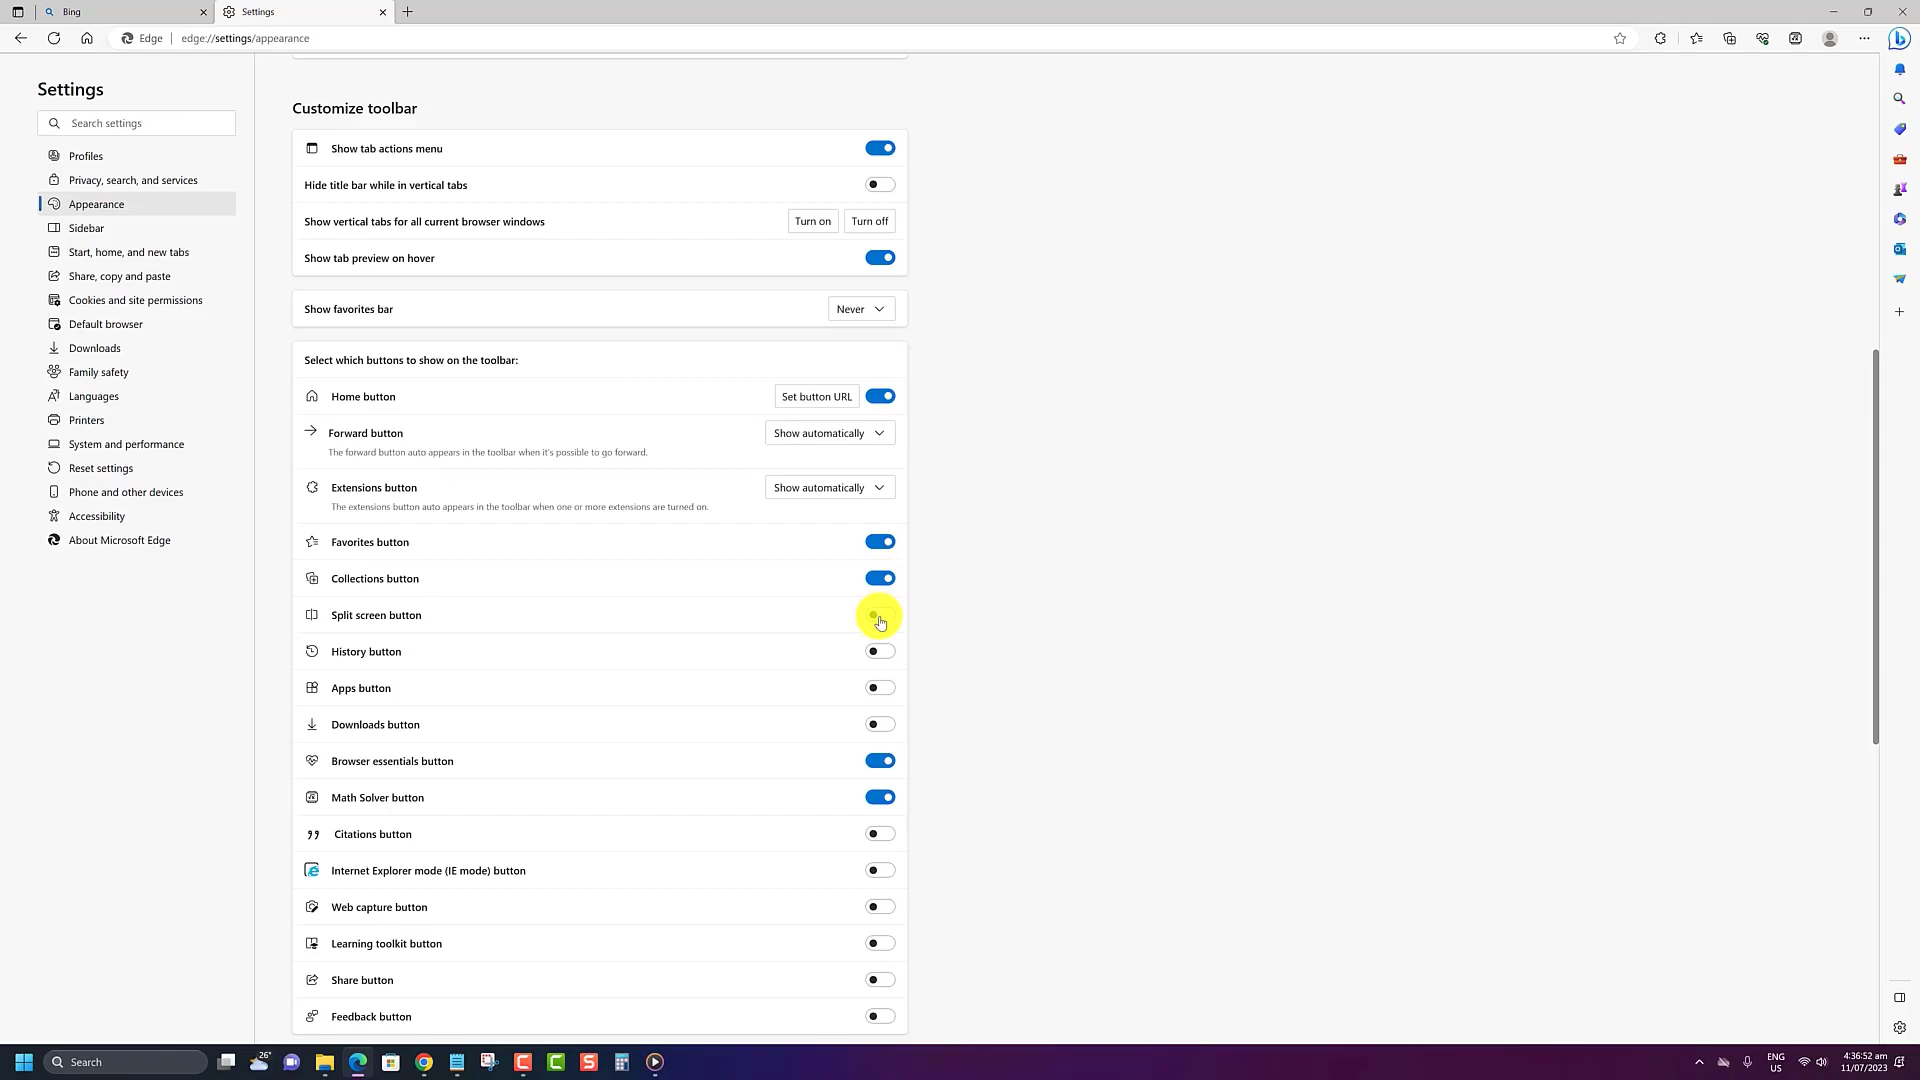 Bing
Settings
Edge
edge://settings/appearance
Settings
Search settings
Profiles
Privacy, search, and services
Appearance
Sidebar
Start, home, and new tabs
Share, copy and paste
Cookies and site permissions
Default browser
Downloads
Family safety
Languages
Printers
System and performance
Reset settings
Phone and other devices
Accessibility
About Microsoft Edge
Customize toolbar
Show tab actions menu
Hide title bar while in vertical tabs
Show vertical tabs for all current browser windows
Turn on
Turn off
Show tab preview on hover
Show favorites bar
Never
Select which buttons to show on the toolbar:
Home button
Set button URL
Forward button
Show automatically
The forward button auto appears in the toolbar when it's possible to go forward.
Extensions button
Show automatically
The extensions button auto appears in the toolbar when one or more extensions are turned on.
Favorites button
Collections button
Split screen button
History button
Apps button
Downloads button
Browser essentials button
Math Solver button
Citations button
Internet Explorer mode (IE mode) button
Web capture button
Learning toolkit button
Share button
Feedback button
Search
26°
ENG
US
4:36:52 am
11/07/2023